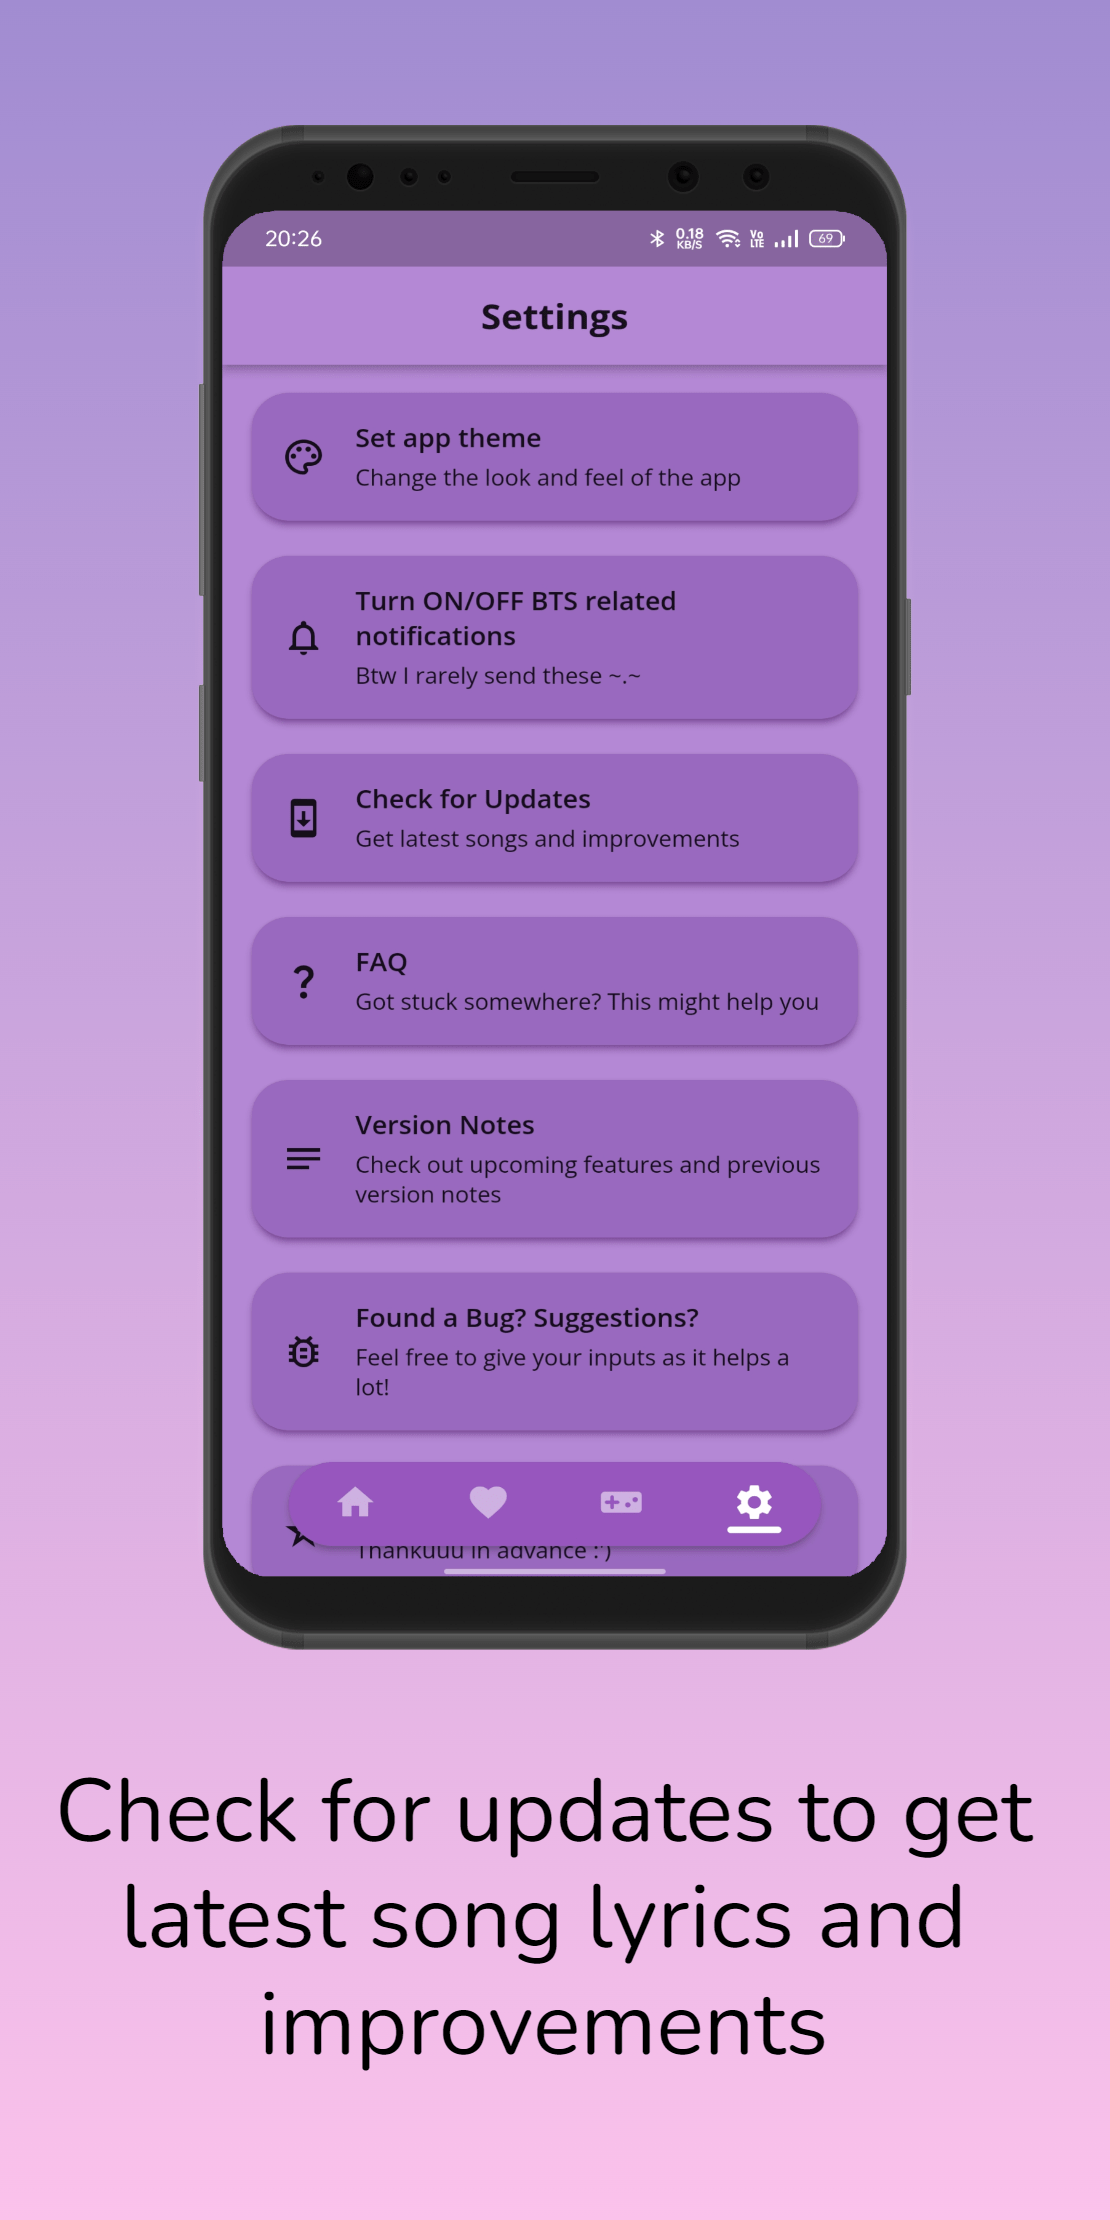 20:26
0.18
KB/S
Vo
LTE
69
Settings
Set app theme
Change the look and feel of the app
Turn ON/OFF BTS related
notifications
Btw I rarely send these ~.~
Check for Updates
Get latest songs and improvements
?
FAQ
Got stuck somewhere? This might help you
Version Notes
Check out upcoming features and previous
version notes
Found a Bug? Suggestions?
Feel free to give your inputs as it helps a
lot!
Thankuuu in advance :')
Check for updates to get
latest song lyrics and
improvements